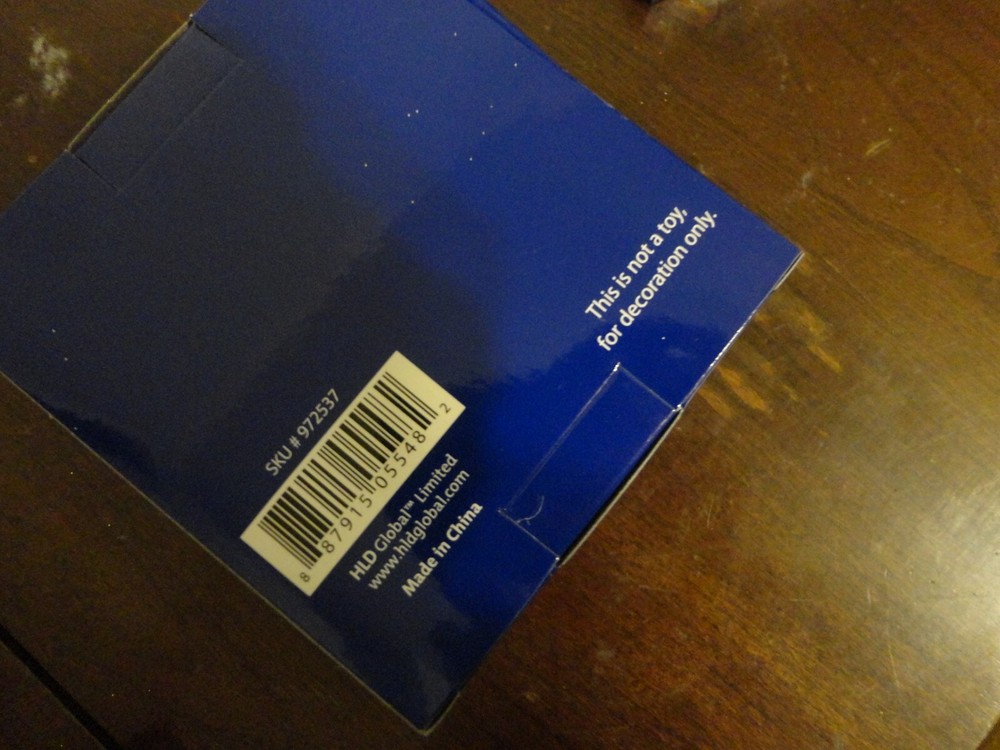 This is not a toy,
for decoration only.
SKU # 972537
8 87915 05548 2
HLD Global™ Limited
www.hldglobal.com
Made in China